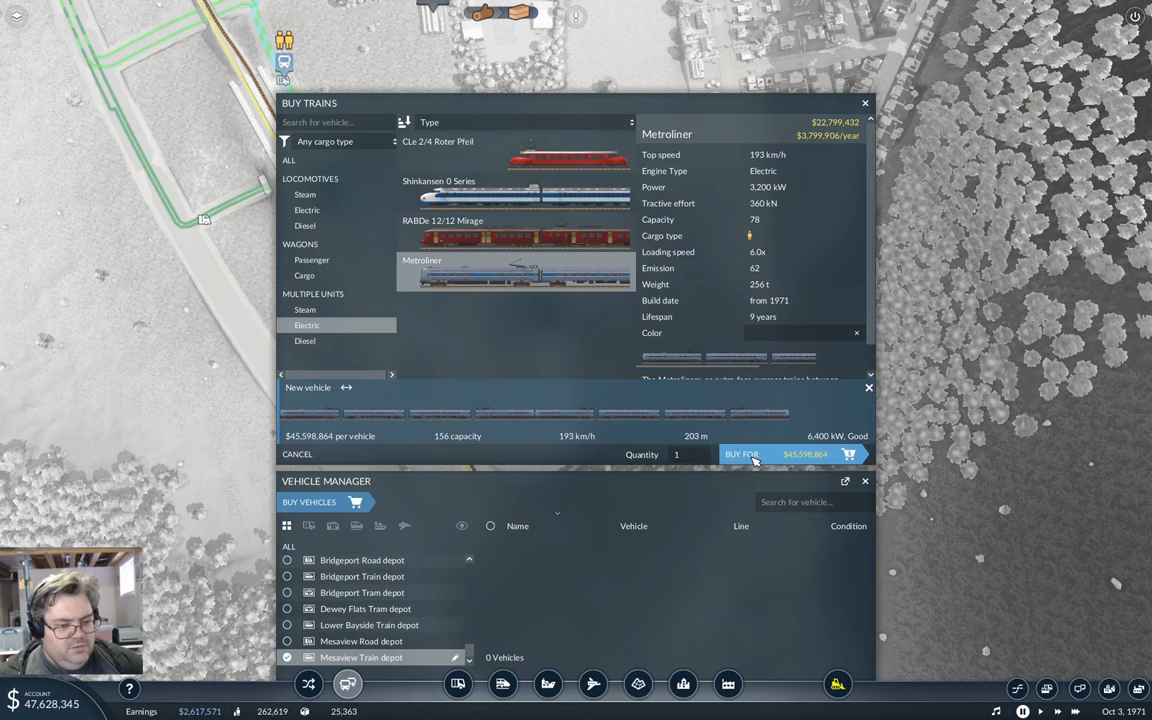 BUY TRAINS
Search for vehicle...
Type
Any cargo type
ALL
LOCOMOTIVES
Steam
Electric
Diesel
WAGONS
Passenger
Cargo
MULTIPLE UNITS
Steam
Electric
Diesel
CLe 2/4 Roter Pfeil
Shinkansen 0 Series
RABDe 12/12 Mirage
Metroliner
$22,799,432
Metroliner
$3,799,906/year
Top speed 193 km/h
Engine Type Electric
Power 3,200 kW
Tractive effort 360 kN
Capacity 78
Cargo type
Loading speed 6.0x
Emission 62
Weight 256 t
Build date from 1971
Lifespan 9 years
Color
New vehicle
$45,598,864 per vehicle 156 capacity 193 km/h 203 m 6,400 kW, Good
CANCEL Quantity 1 BUY FOR $45,598,864
VEHICLE MANAGER
BUY VEHICLES Search for vehicle...
Name Vehicle Line Condition
ALL
Bridgeport Road depot
Bridgeport Train depot
Bridgeport Tram depot
Dewey Flats Tram depot
Lower Bayside Train depot
Mesaview Road depot
Mesaview Train depot 0 Vehicles
?
$ ACCOUNT
47,628,345
Earnings $2,617,571 262,619 25,363 Oct 3, 1971